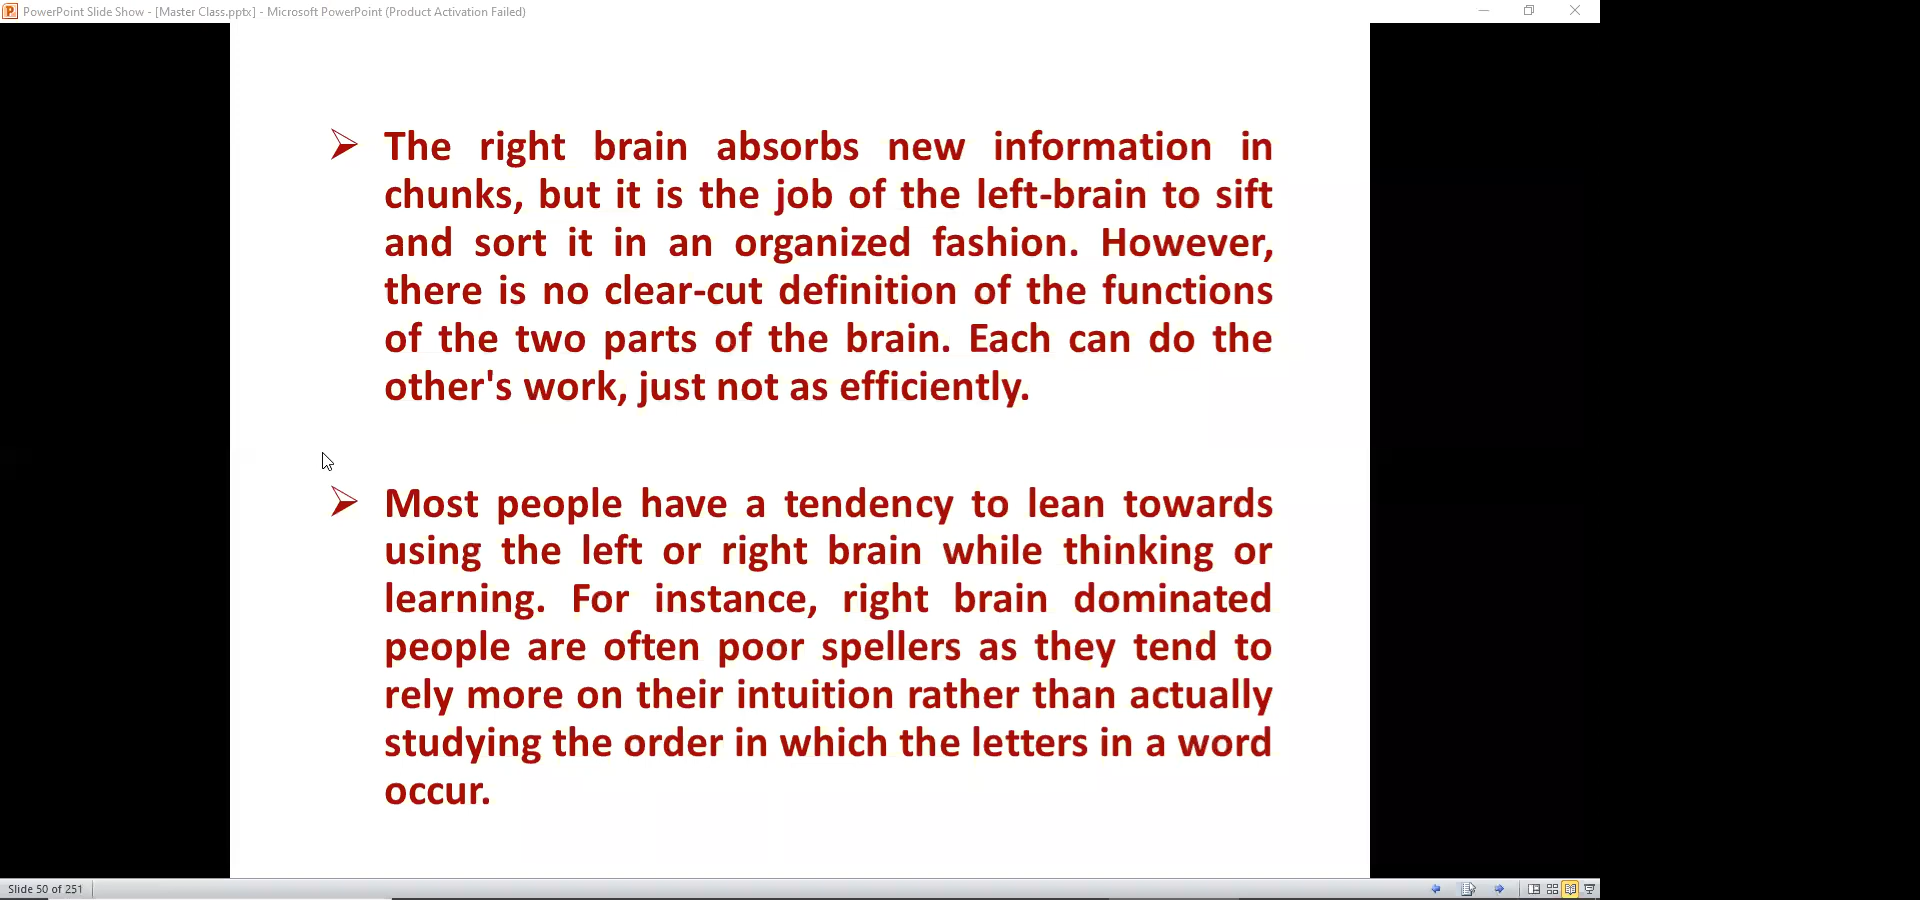 PowerPoint Slide Show - [Master Class.pptx] - Microsoft PowerPoint (Product Activation Failed)
The right brain absorbs new information in
chunks, but it is the job of the left-brain to sift
and sort it in an organized fashion. However,
there is no clear-cut definition of the functions
of the two parts of the brain. Each can do the
other's work, just not as efficiently.
Most people have a tendency to lean towards
using the left or right brain while thinking or
learning. For instance, right brain dominated
people are often poor spellers as they tend to
rely more on their intuition rather than actually
studying the order in which the letters in a word
occur.
Slide 50 of 251